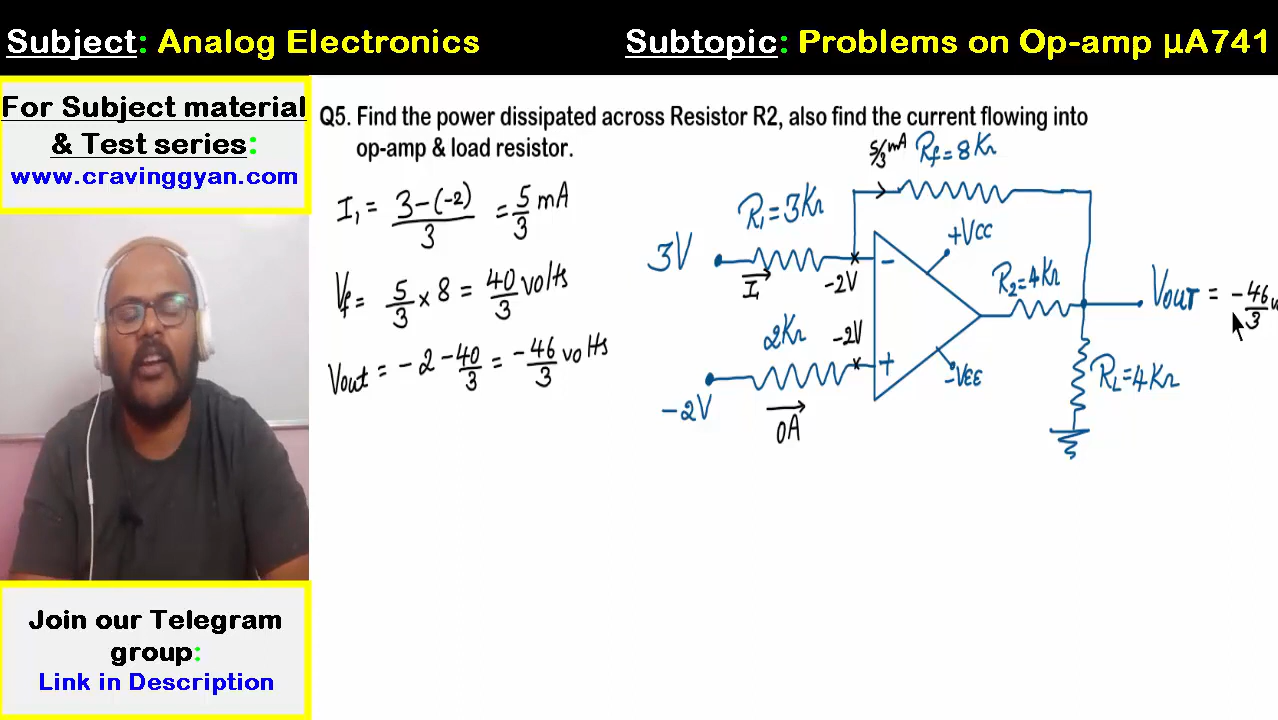 Subject: Analog Electronics
Subtopic: Problems on Op-amp µA741
For Subject material
& Test series:
www.cravinggyan.com
Q5. Find the power dissipated across Resistor R2, also find the current flowing into
op-amp & load resistor.
I₁ = 3-(-2)/3 = 5/3 mA
Vf = 5/3 × 8 = 40/3 volts
Vout = -2 - 40/3 = -46/3 volts
5/3 mA
Rf = 8KΩ
R₁ = 3KΩ
3V
I
-2V
+VCC
R₂ = 4KΩ
VOUT = -46/3
2KΩ
-2V
-2V
0A
-
+
-VEE
RL = 4KΩ
Join our Telegram
group:
Link in Description